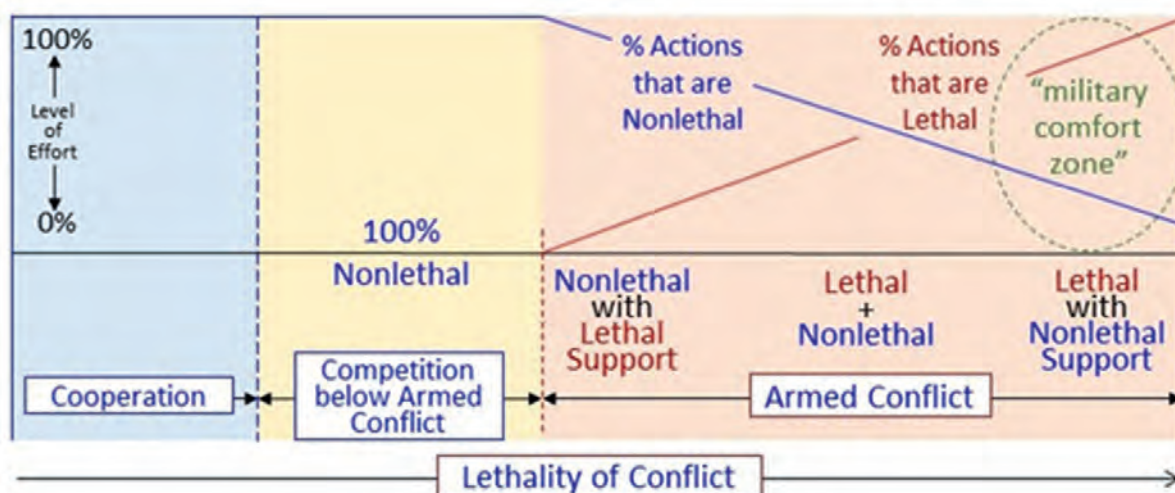 100%
Level
of
Effort
0%
% Actions
that are
Nonlethal
% Actions
that are
Lethal
"military
comfort
zone"
100%
Nonlethal
Nonlethal
with
Lethal
Support
Lethal
+
Nonlethal
Lethal
with
Nonlethal
Support
Cooperation
Competition
below Armed
Conflict
Armed Conflict
Lethality of Conflict